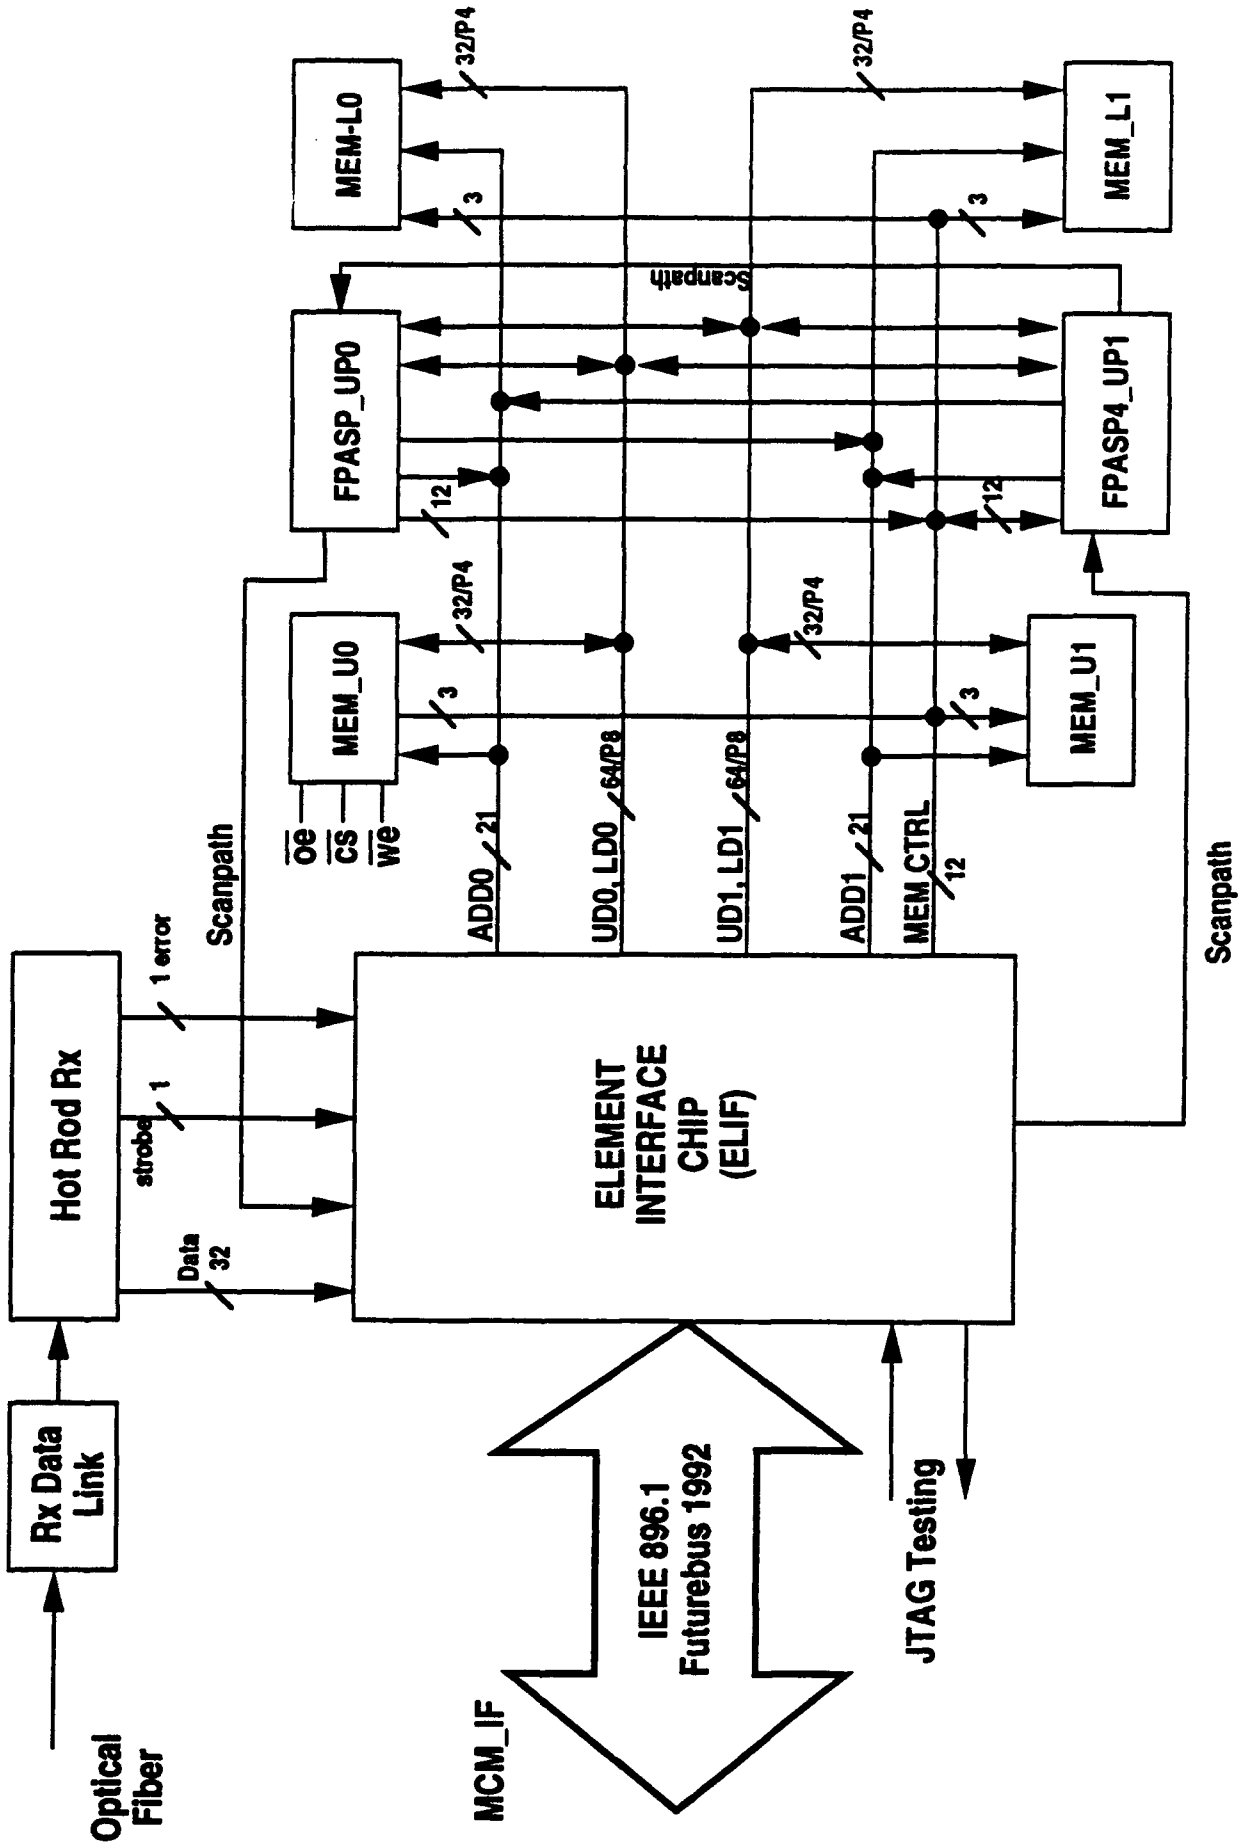 Optical
Fiber
Rx Data
Link
Hot Rod Rx
Data
32
strobe
1
1 error
Scanpath
MCM_IF
IEEE 896.1
Futurebus 1992
JTAG Testing
ELEMENT
INTERFACE
CHIP
(ELIF)
oe
cs
we
MEM_U0
FPASP_UP0
MEM-L0
3
32/P4
12
3
32/P4
ADD0
21
UD0, LD0
64/P8
UD1, LD1
64/P8
ADD1
21
MEM CTRL
12
Scanpath
32/P4
3
12
3
32/P4
MEM_U1
FPASP4_UP1
MEM_L1
Scanpath